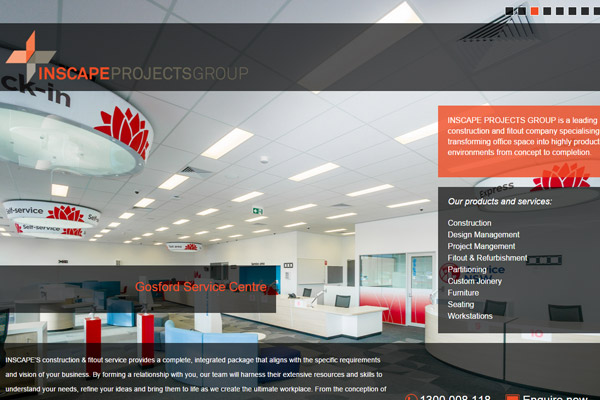 INSCAPEPROJECTSGROUP
ck-in
INSCAPE PROJECTS GROUP is a leading
construction and fitout company specialising
transforming office space into highly product
environments from concept to completion.
Express
Our products and services:
Self-service
Self-service
Construction
Design Management
Project Mangement
Fitout & Refurbishment
Partitioning
Custom Joinery
Furniture
Seating
Workstations
Gosford Service Centre
INSCAPE'S construction & fitout service provides a complete, integrated package that aligns with the specific requirements
and vision of your business. By forming a relationship with you, our team will harness their extensive resources and skills to
understand your needs, refine your ideas and bring them to life as we create the ultimate workplace. From the conception of
1300 008 118
Enquire now